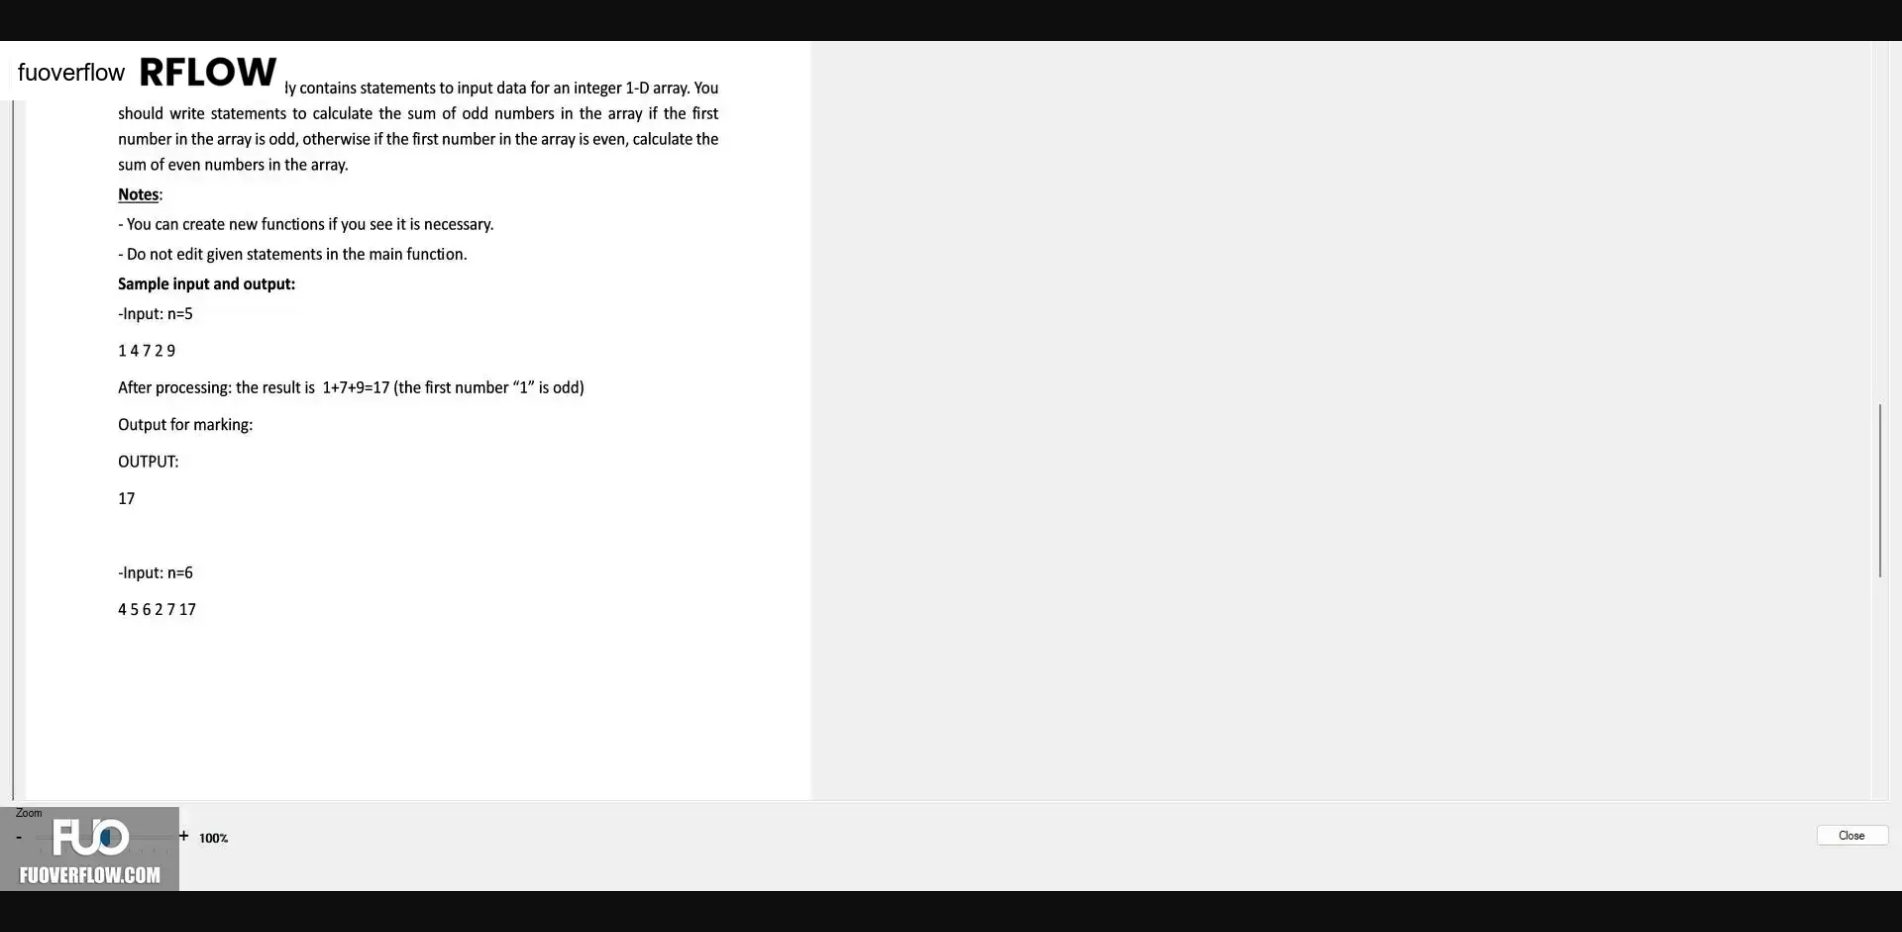 fuoverflow RFLOW
ly contains statements to input data for an integer 1-D array. You
should write statements to calculate the sum of odd numbers in the array if the first
number in the array is odd, otherwise if the first number in the array is even, calculate the
sum of even numbers in the array.
Notes:
- You can create new functions if you see it is necessary.
- Do not edit given statements in the main function.
Sample input and output:
-Input: n=5
1 4 7 2 9
After processing: the result is 1+7+9=17 (the first number “1” is odd)
Output for marking:
OUTPUT:
17
-Input: n=6
4 5 6 2 7 17
Zoom
- + 100%
FUO
FUOVERFLOW.COM
Close